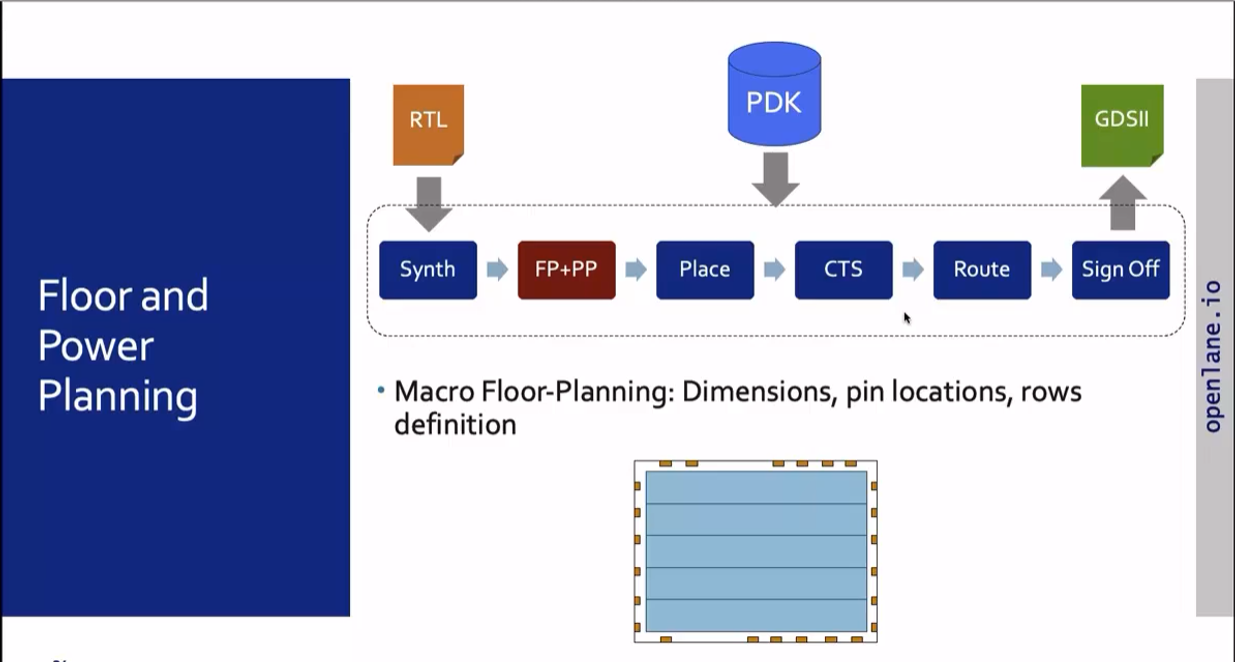 RTL
PDK
GDSII
Synth
FP+PP
Place
CTS
Route
Sign Off
Floor and
Power
Planning
• Macro Floor-Planning: Dimensions, pin locations, rows
definition
openlane.io